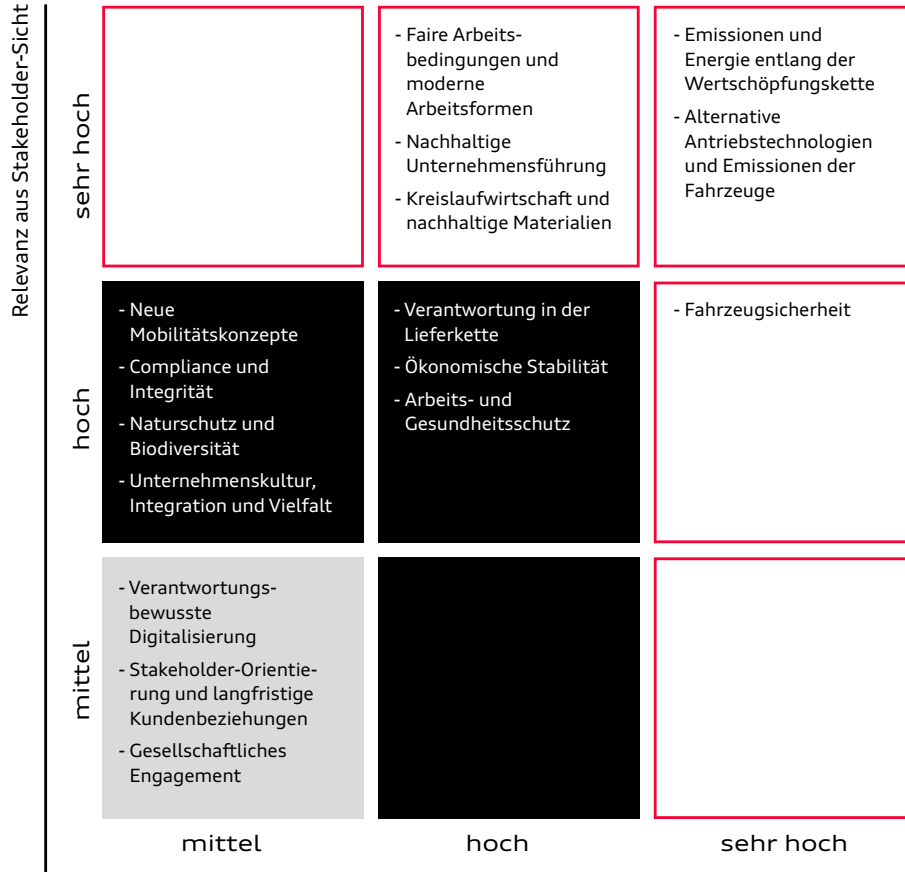 Relevanz aus Stakeholder-Sicht
sehr hoch
- Faire Arbeits-
bedingungen und
moderne
Arbeitsformen
- Nachhaltige
Unternehmensführung
- Kreislaufwirtschaft und
nachhaltige Materialien
- Emissionen und
Energie entlang der
Wertschöpfungskette
- Alternative
Antriebstechnologien
und Emissionen der
Fahrzeuge
hoch
- Neue
Mobilitätskonzepte
- Compliance und
Integrität
- Naturschutz und
Biodiversität
- Unternehmenskultur,
Integration und Vielfalt
- Verantwortung in der
Lieferkette
- Ökonomische Stabilität
- Arbeits- und
Gesundheitsschutz
- Fahrzeugsicherheit
mittel
- Verantwortungs-
bewusste
Digitalisierung
- Stakeholder-Orientie-
rung und langfristige
Kundenbeziehungen
- Gesellschaftliches
Engagement
mittel
hoch
sehr hoch